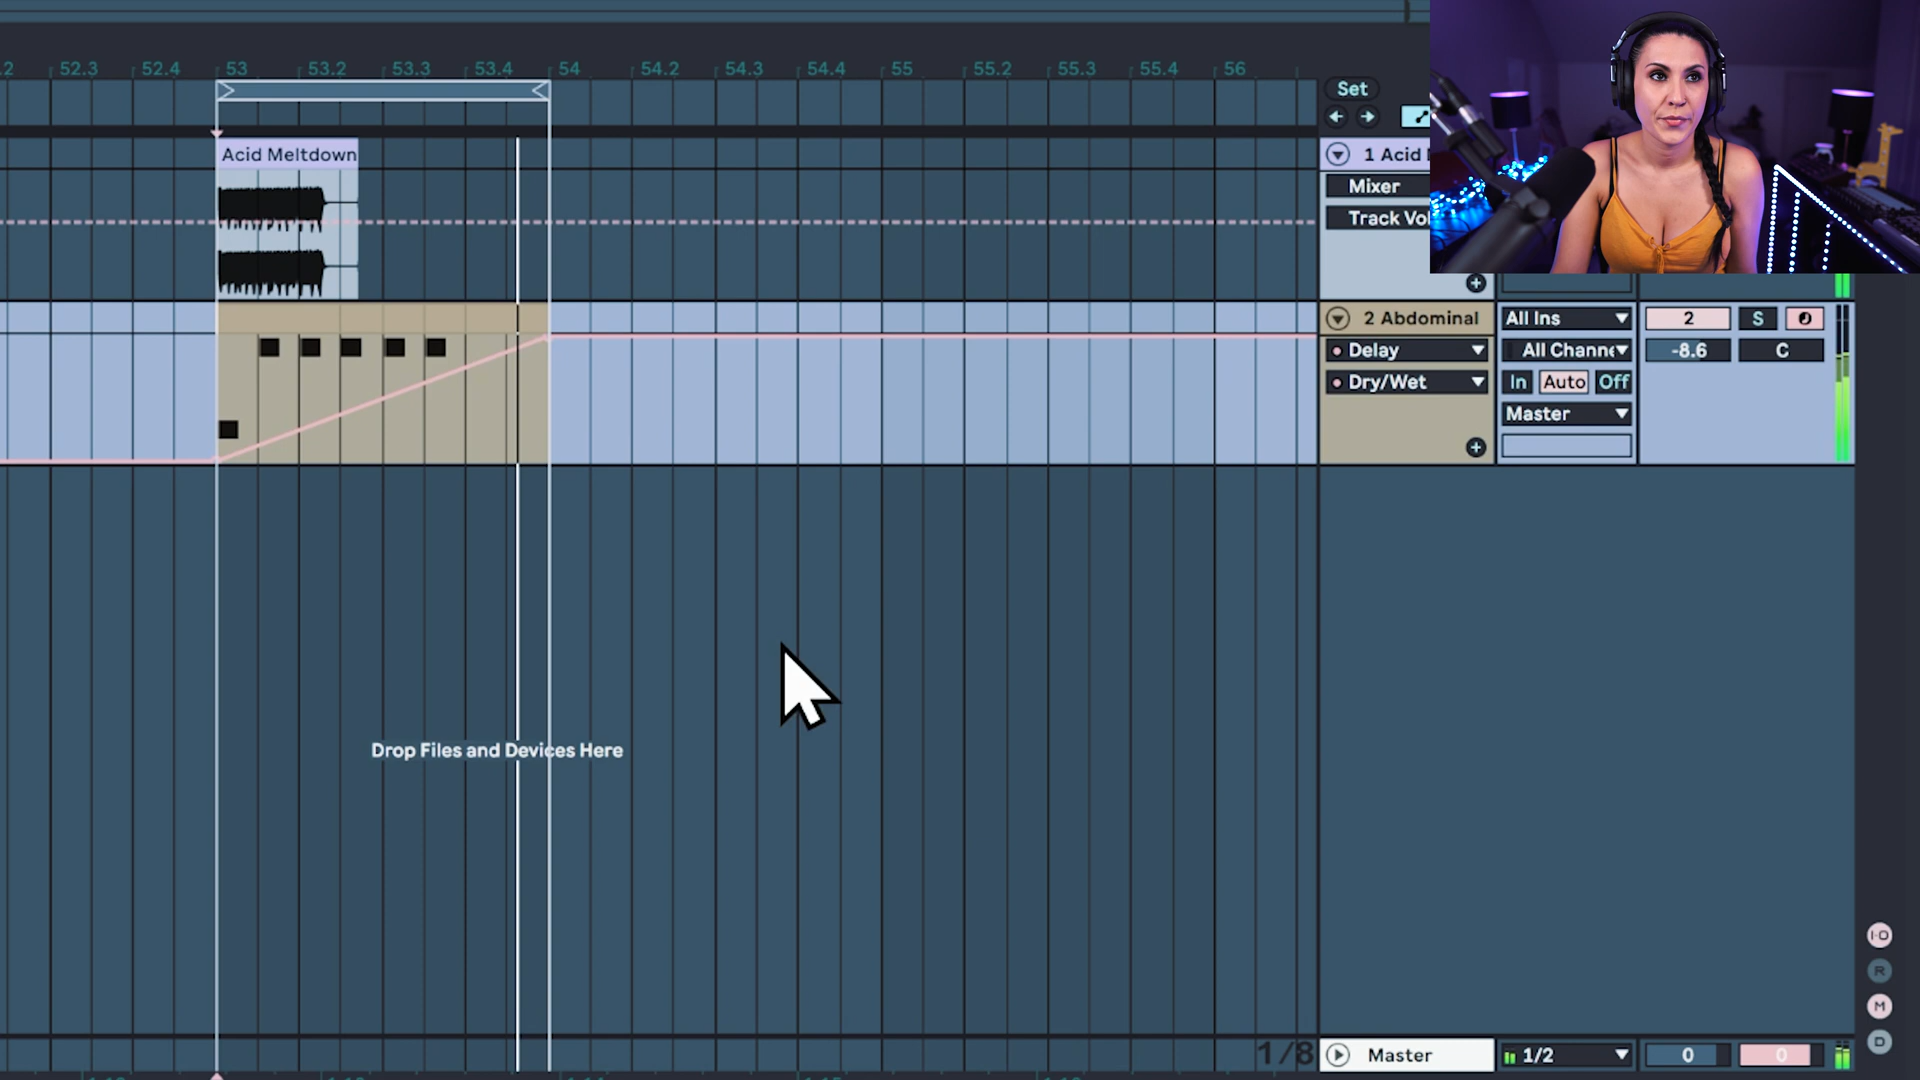 .2 52.3 52.4 53 53.2 53.3 53.4 54 54.2 54.3 54.4 55 55.2 55.3 55.4 56
Set
Acid Meltdown
1 Acid
Mixer
Track Vol
2 Abdominal
Delay
Dry/Wet
All Ins
All Channe
In Auto Off
Master
2 S
-8.6 C
Drop Files and Devices Here
I·O
R
M
D
1/8
Master
1/2
0 0